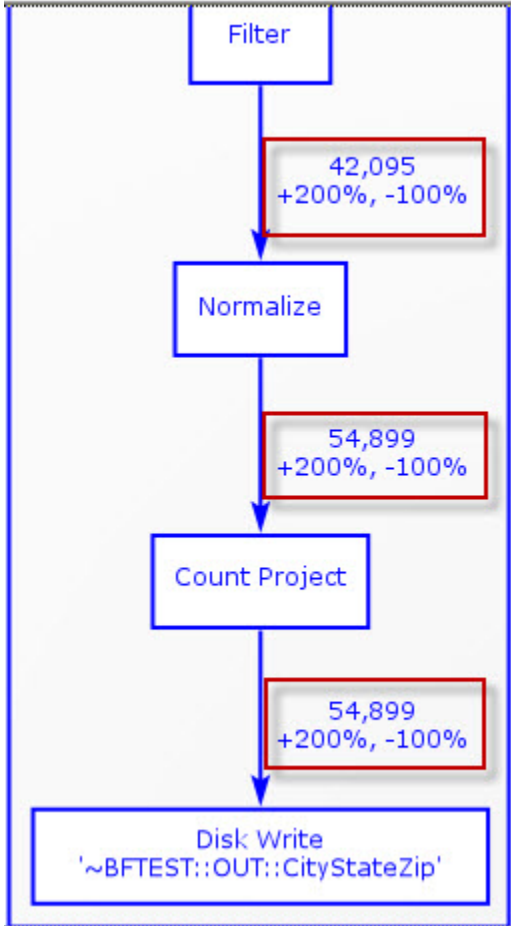 Filter
42,095
+200%, -100%
Normalize
54,899
+200%, -100%
Count Project
54,899
+200%, -100%
Disk Write
'~BFTEST::OUT::CityStateZip'